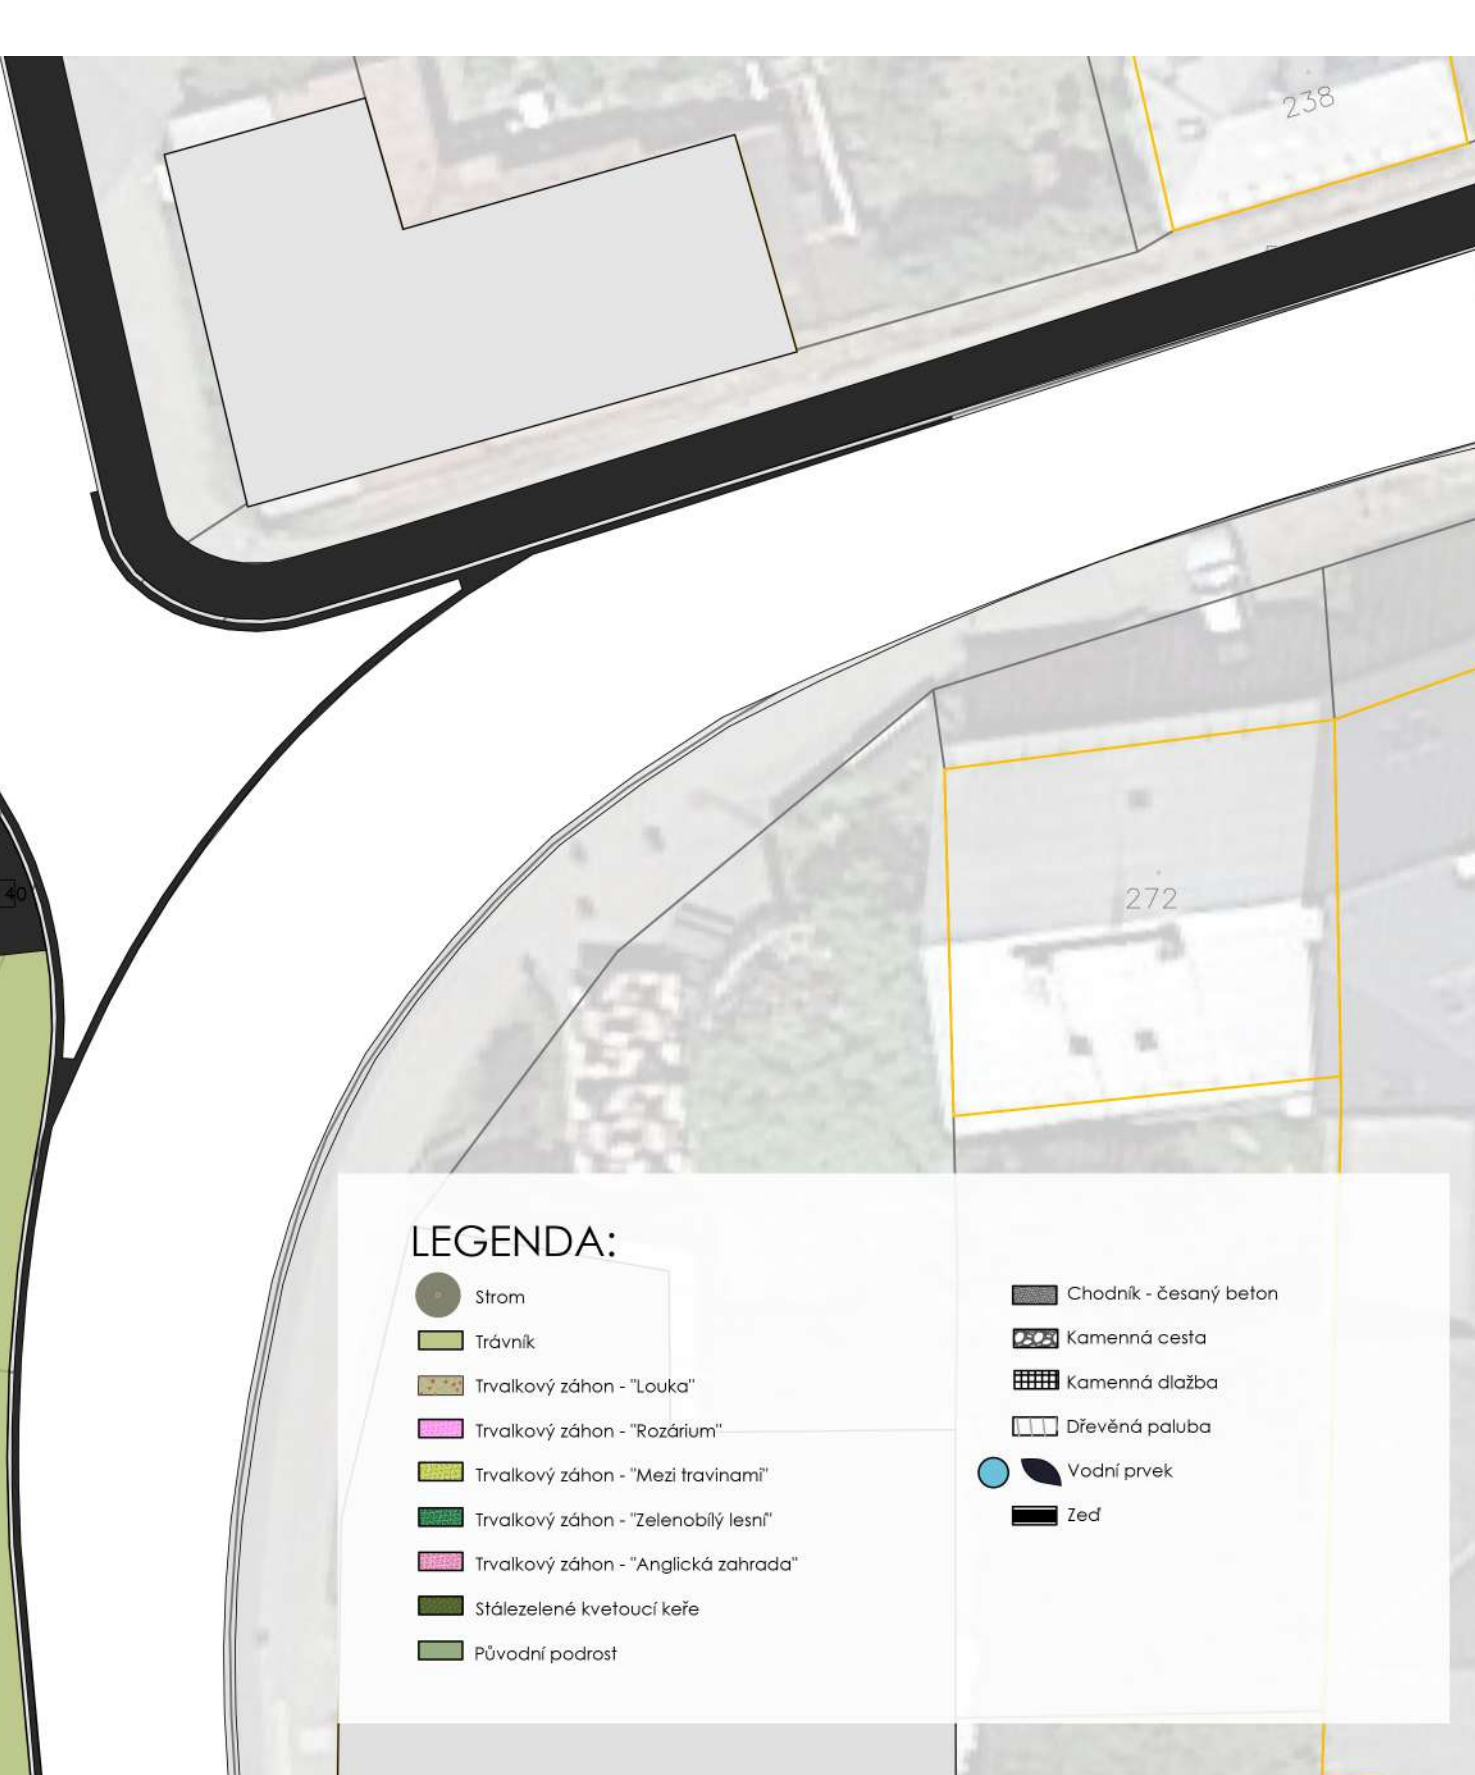 238
40
272
LEGENDA:
Strom
Trávník
Trvalkový záhon - "Louka"
Trvalkový záhon - "Rozárium"
Trvalkový záhon - "Mezi travinami"
Trvalkový záhon - "Zelenobílý lesní"
Trvalkový záhon - "Anglická zahrada"
Stálezelené kvetoucí keře
Původní podrost
Chodník - česaný beton
Kamenná cesta
Kamenná dlažba
Dřevěná paluba
Vodní prvek
Zeď